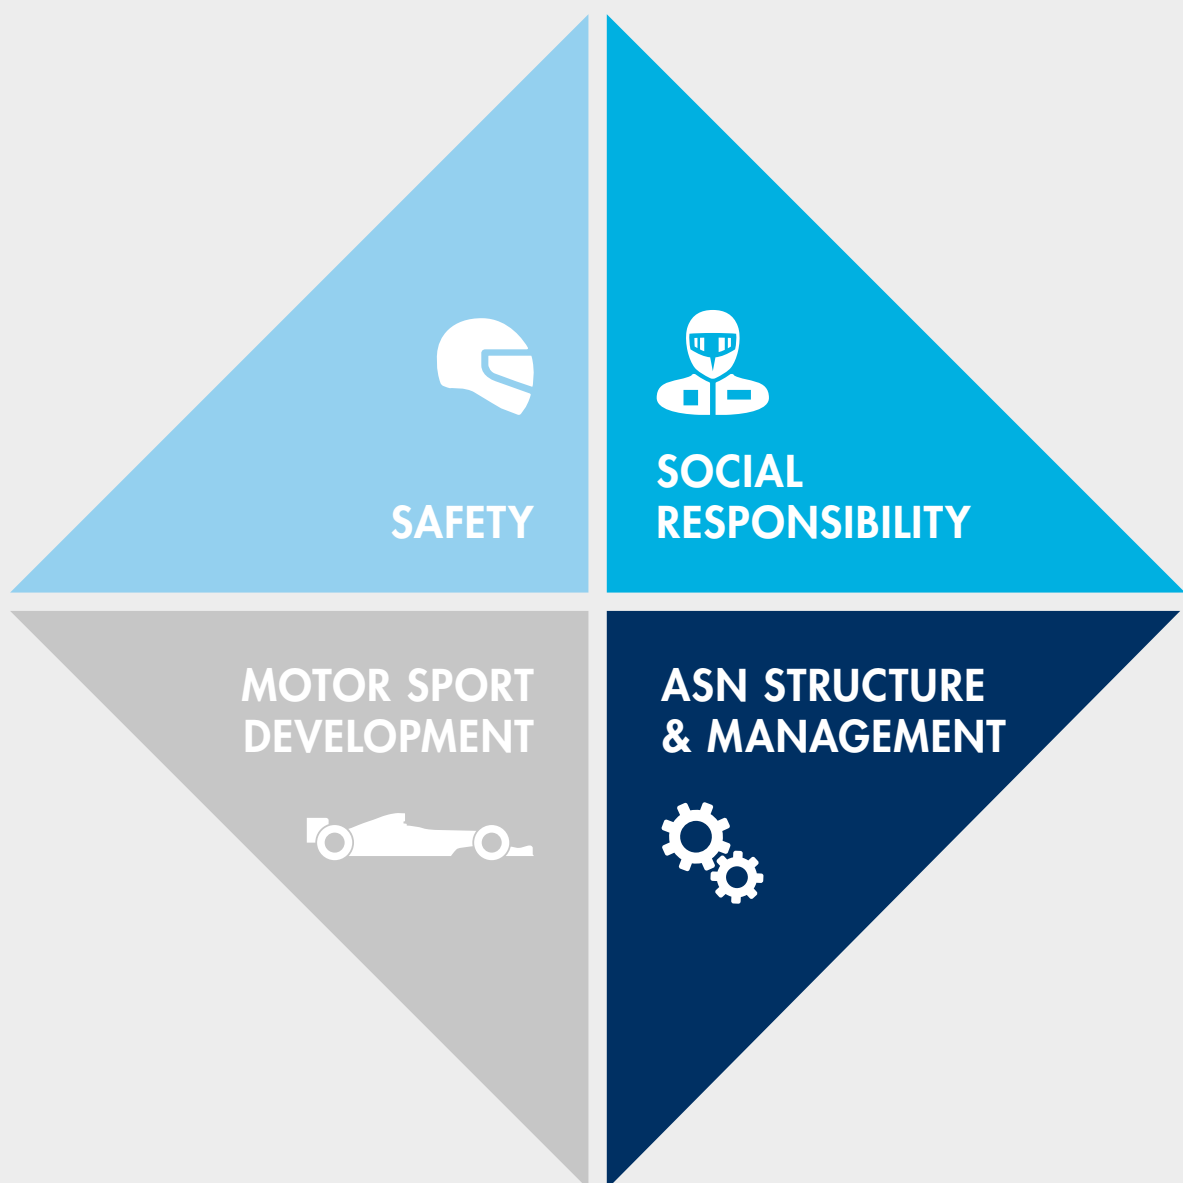 SAFETY
SOCIAL
RESPONSIBILITY
MOTOR SPORT
DEVELOPMENT
ASN STRUCTURE
& MANAGEMENT